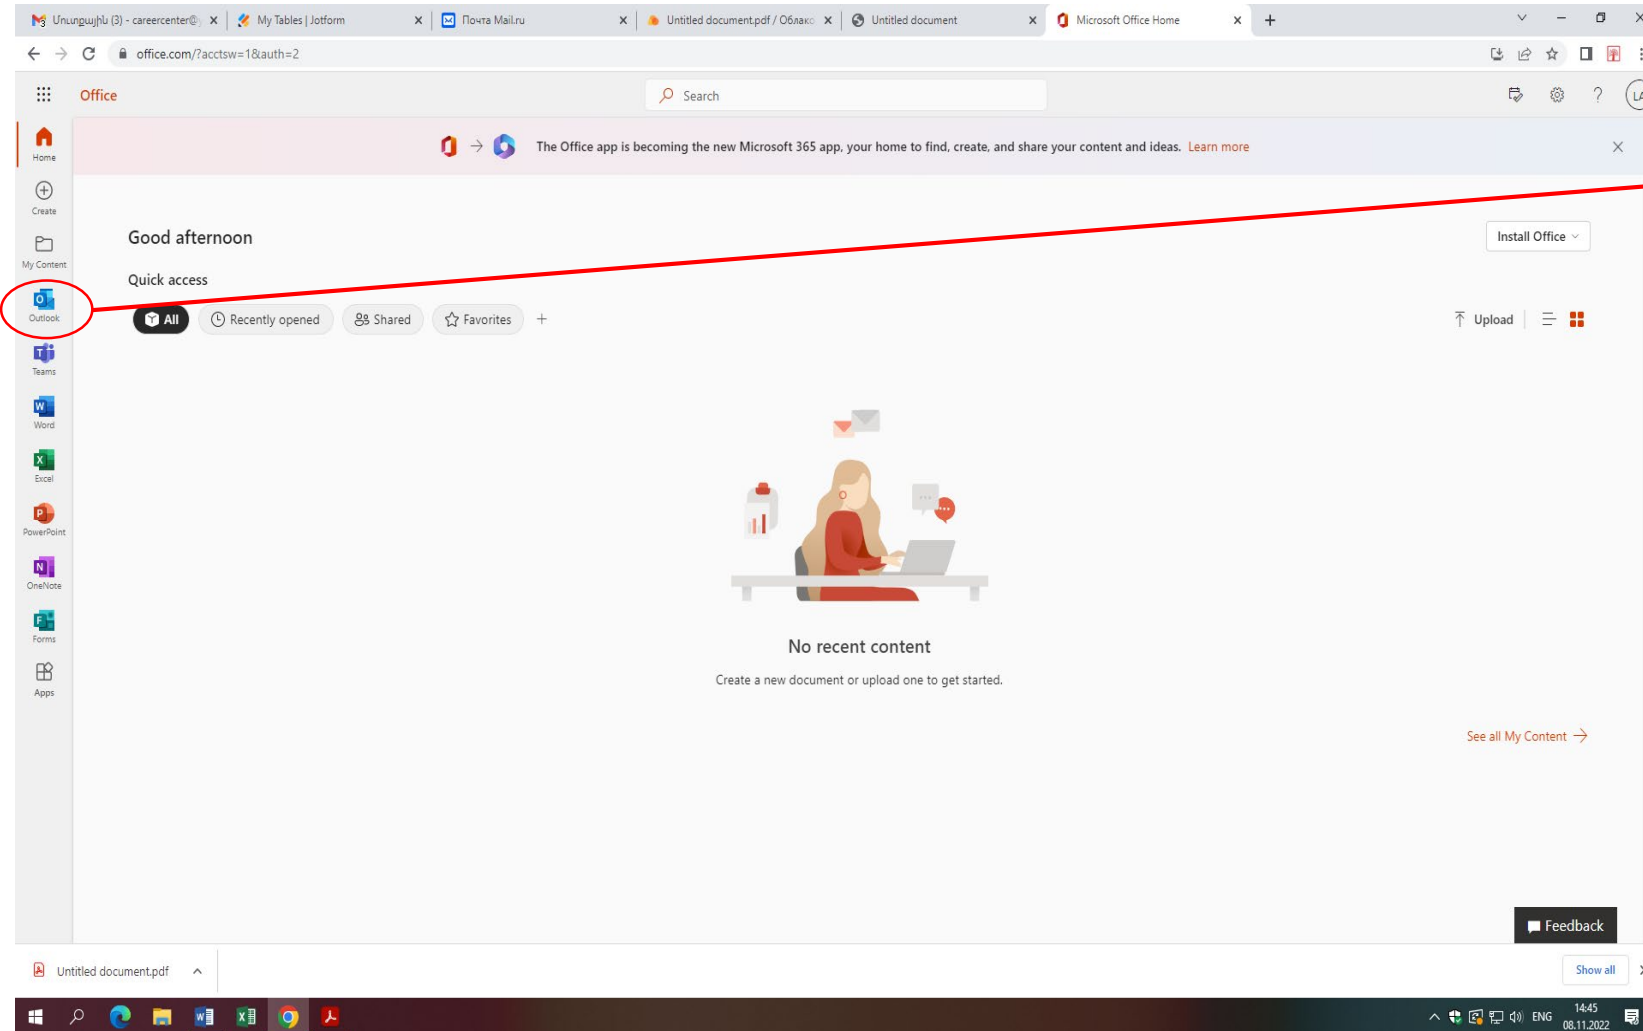 Մուտքային (3) - careercenter@
My Tables | Jotform
Почта Mail.ru
Untitled document.pdf / Облако
Untitled document
Microsoft Office Home
office.com/?acctsw=1&auth=2
Office
Search
LA
The Office app is becoming the new Microsoft 365 app, your home to find, create, and share your content and ideas. Learn more
Home
Create
My Content
Outlook
Teams
Word
Excel
PowerPoint
OneNote
Forms
Apps
Good afternoon
Install Office
Quick access
All
Recently opened
Shared
Favorites
Upload
No recent content
Create a new document or upload one to get started.
See all My Content
Feedback
Untitled document.pdf
Show all
ENG
14:45
08.11.2022